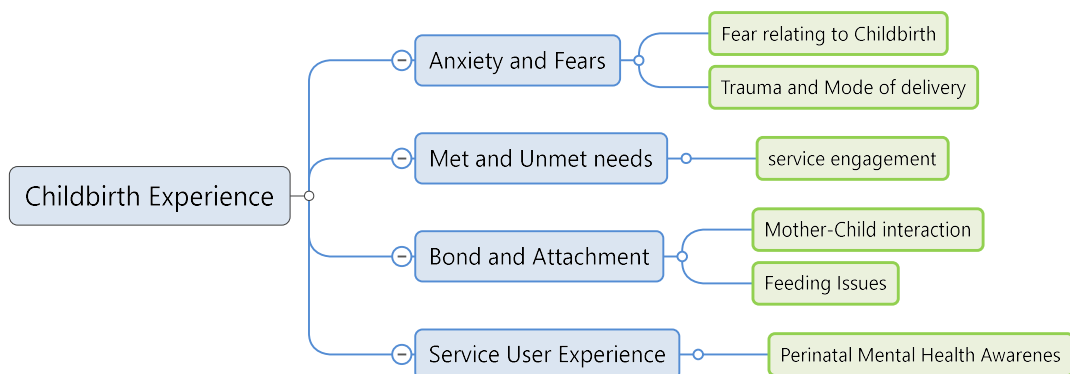 Childbirth Experience
Anxiety and Fears
Fear relating to Childbirth
Trauma and Mode of delivery
Met and Unmet needs
service engagement
Bond and Attachment
Mother-Child interaction
Feeding Issues
Service User Experience
Perinatal Mental Health Awarenes